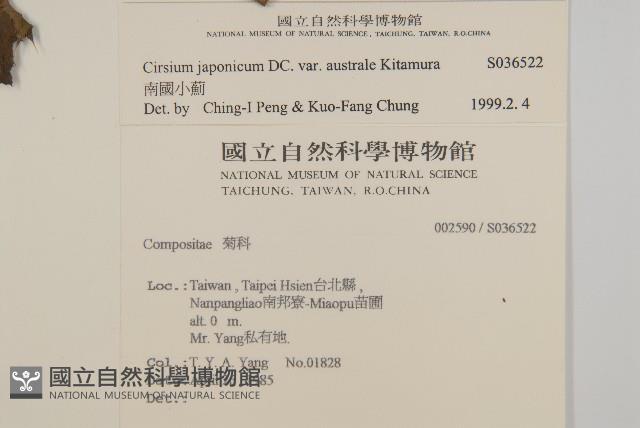 國立自然科學博物館
NATIONAL MUSEUM OF NATURAL SCIENCE, TAICHUNG, TAIWAN, R.O.CHINA
Cirsium japonicum DC. var. australe Kitamura S036522
南國小薊
Det. by Ching-I Peng & Kuo-Fang Chung 1999.2. 4
國立自然科學博物館
NATIONAL MUSEUM OF NATURAL SCIENCE
TAICHUNG, TAIWAN, R.O.CHINA
002590 / S036522
Compositae 菊科
Loc.: Taiwan , Taipei Hsien台北縣 ,
Nanpangliao南邦寮-Miaopu苗圃
alt. 0 m.
Mr. Yang私有地.
Col.: T. Y. A. Yang No.01828
Det.:
國立自然科學博物館
NATIONAL MUSEUM OF NATURAL SCIENCE